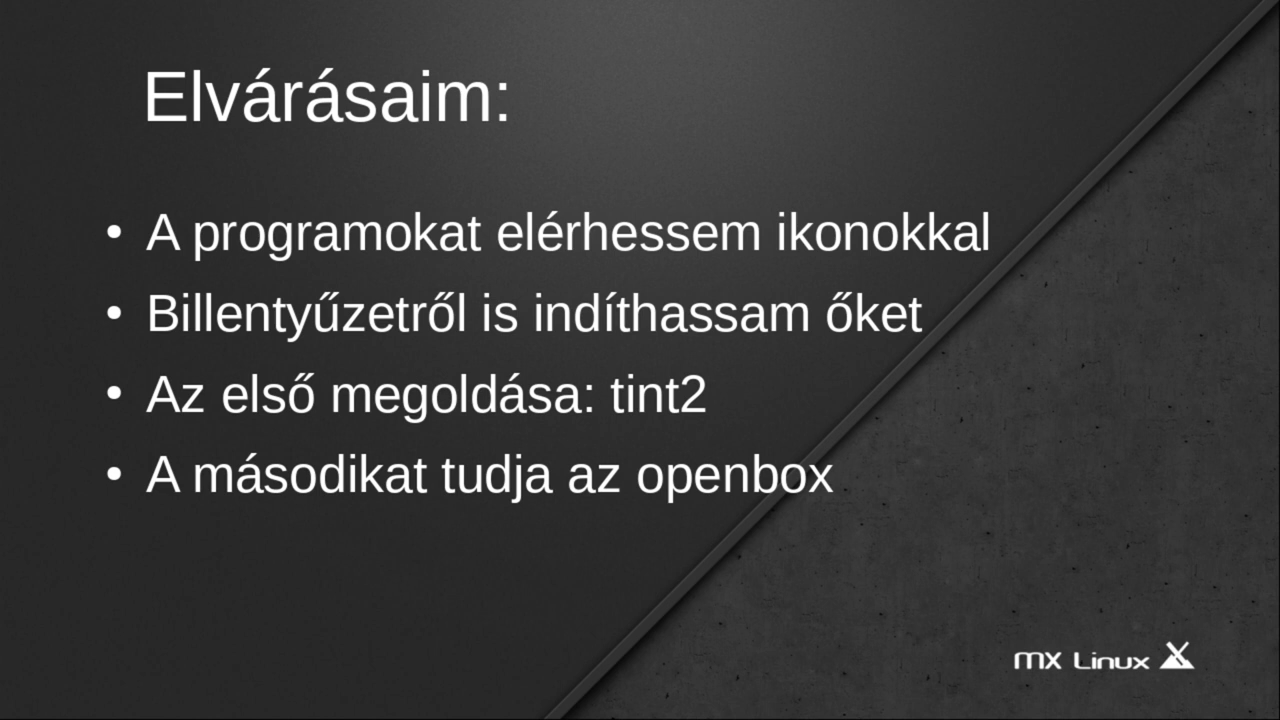 Elvárásaim:
• A programokat elérhessem ikonokkal
• Billentyűzetről is indíthassam őket
• Az első megoldása: tint2
• A másodikat tudja az openbox
MX Linux